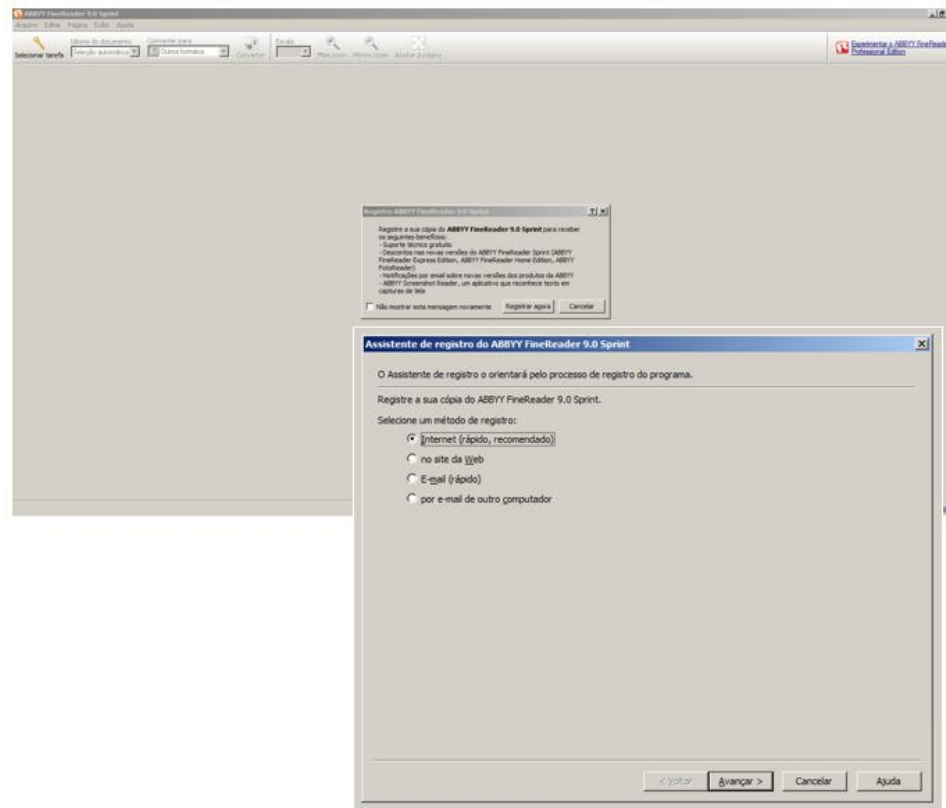 ABBYY FineReader 9.0 Sprint
Arquivo Editar Página Exibir Ajuda
Selecionar tarefa
Idioma do documento
Seleção automática
Converter para
Outros formatos
Converter
Escala
Mais zoom
Menos zoom
Ajustar à página
Experimentar o ABBYY FineReade
Professional Edition
Registro ABBYY FineReader 9.0 Sprint
Registre a sua cópia do ABBYY FineReader 9.0 Sprint para receber
os seguintes benefícios:
- Suporte técnico gratuito
- Descontos nas novas versões do ABBYY FineReader Sprint (ABBYY
FineReader Express Edition, ABBYY FineReader Home Edition, ABBYY
FotoReader)
- Notificações por email sobre novas versões dos produtos da ABBYY
- ABBYY Screenshot Reader, um aplicativo que reconhece texto em
capturas de tela
Não mostrar esta mensagem novamente
Registrar agora
Cancelar
Assistente de registro do ABBYY FineReader 9.0 Sprint
O Assistente de registro o orientará pelo processo de registro do programa.
Registre a sua cópia do ABBYY FineReader 9.0 Sprint.
Selecione um método de registro:
Internet (rápido, recomendado)
no site da Web
E-mail (rápido)
por e-mail de outro computador
< Voltar
Avançar >
Cancelar
Ajuda